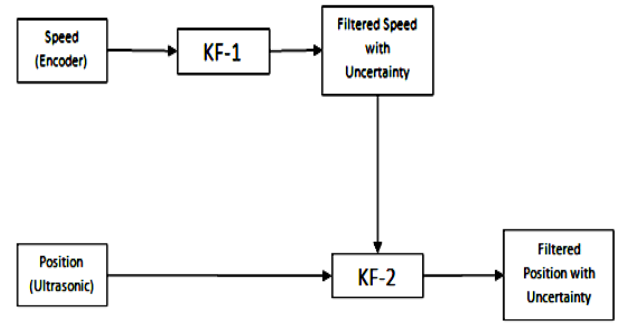 Speed
(Encoder)
KF-1
Filtered Speed
with
Uncertainty
Position
(Ultrasonic)
KF-2
Filtered
Position with
Uncertainty